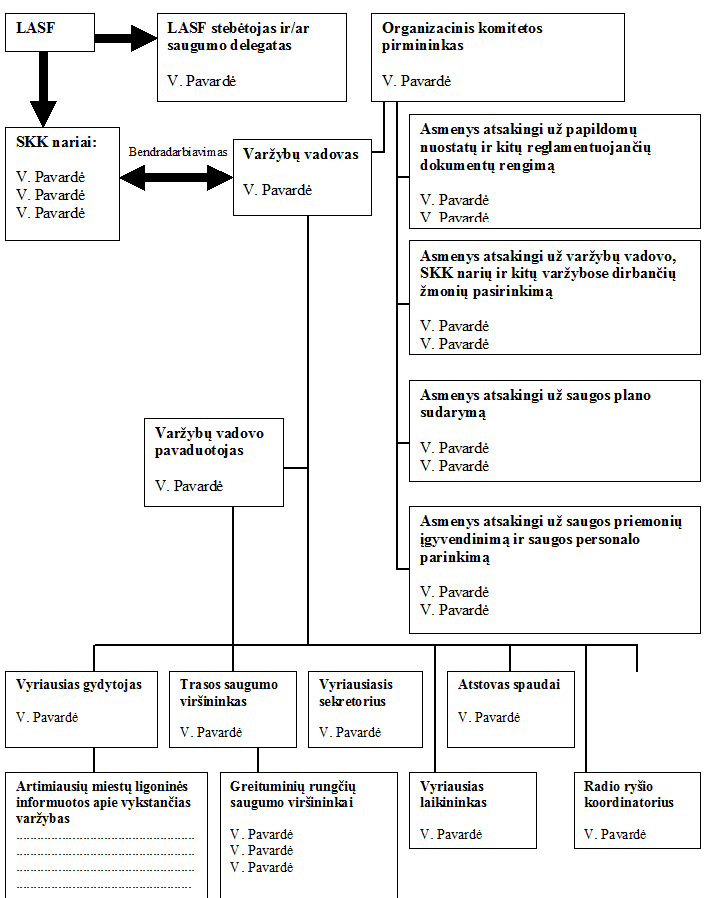 LASF
LASF stebėtojas ir/ar
saugumo delegatas
V. Pavardė
Organizacinis komitetos
pirmininkas
V. Pavardė
SKK nariai:
V. Pavardė
V. Pavardė
V. Pavardė
Bendradarbiavimas
Varžybų vadovas
V. Pavardė
Asmenys atsakingi už papildomų
nuostatų ir kitų reglamentuojančių
dokumentų rengimą
V. Pavardė
V. Pavardė
Asmenys atsakingi už varžybų vadovo,
SKK narių ir kitų varžybose dirbančių
žmonių pasirinkimą
V. Pavardė
V. Pavardė
Asmenys atsakingi už saugos plano
sudarymą
V. Pavardė
V. Pavardė
Varžybų vadovo
pavaduotojas
V. Pavardė
Asmenys atsakingi už saugos priemonių
įgyvendinimą ir saugos personalo
parinkimą
V. Pavardė
V. Pavardė
Vyriausias gydytojas
V. Pavardė
Trasos saugumo
viršininkas
V. Pavardė
Vyriausiasis
sekretorius
V. Pavardė
Atstovas spaudai
V. Pavardė
Artimiausių miestų ligoninės
informuotos apie vykstančias
varžybas
...................................................
...................................................
...................................................
..................................................
Greituminių rungčių
saugumo viršininkai
V. Pavardė
V. Pavardė
V. Pavardė
Vyriausias
laikininkas
V. Pavardė
Radio ryšio
koordinatorius
V. Pavardė